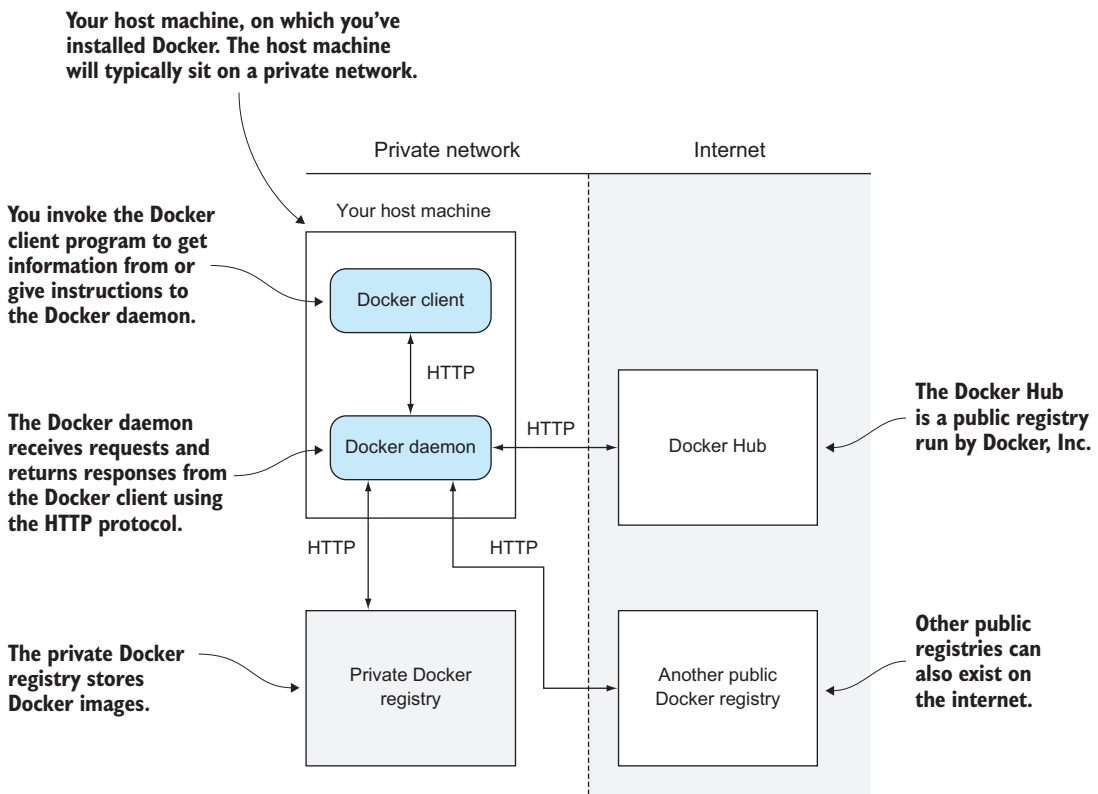 Your host machine, on which you've
installed Docker. The host machine
will typically sit on a private network.
Private network
Internet
You invoke the Docker
client program to get
information from or
give instructions to
the Docker daemon.
Your host machine
Docker client
HTTP
The Docker daemon
receives requests and
returns responses from
the Docker client using
the HTTP protocol.
Docker daemon
HTTP
Docker Hub
The Docker Hub
is a public registry
run by Docker, Inc.
HTTP
HTTP
The private Docker
registry stores
Docker images.
Private Docker
registry
Another public
Docker registry
Other public
registries can
also exist on
the internet.